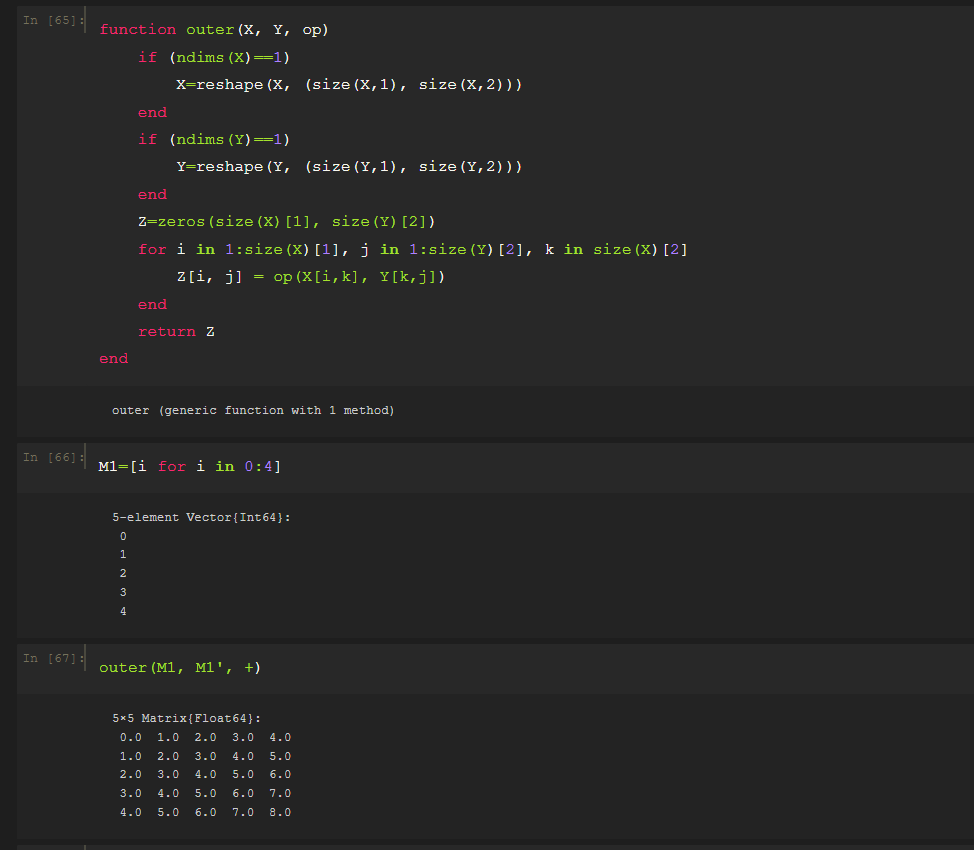 In [65]:
function outer(X, Y, op)
    if (ndims(X)==1)
        X=reshape(X, (size(X,1), size(X,2)))
    end
    if (ndims(Y)==1)
        Y=reshape(Y, (size(Y,1), size(Y,2)))
    end
    Z=zeros(size(X)[1], size(Y)[2])
    for i in 1:size(X)[1], j in 1:size(Y)[2], k in size(X)[2]
        Z[i, j] = op(X[i,k], Y[k,j])
    end
    return Z
end
outer (generic function with 1 method)
In [66]:
M1=[i for i in 0:4]
5-element Vector{Int64}:
 0
 1
 2
 3
 4
In [67]:
outer(M1, M1', +)
5×5 Matrix{Float64}:
 0.0  1.0  2.0  3.0  4.0
 1.0  2.0  3.0  4.0  5.0
 2.0  3.0  4.0  5.0  6.0
 3.0  4.0  5.0  6.0  7.0
 4.0  5.0  6.0  7.0  8.0